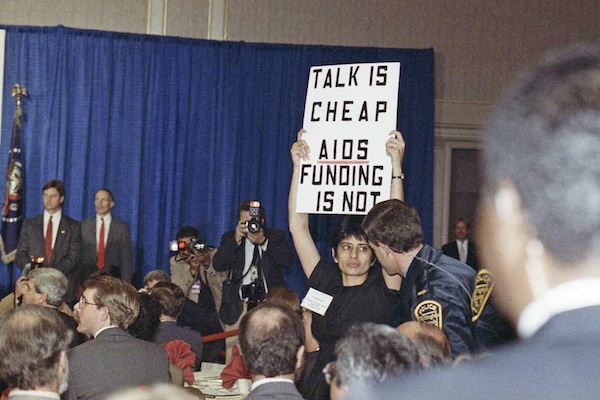 TALK IS
CHEAP
AIDS
FUNDING
IS NOT